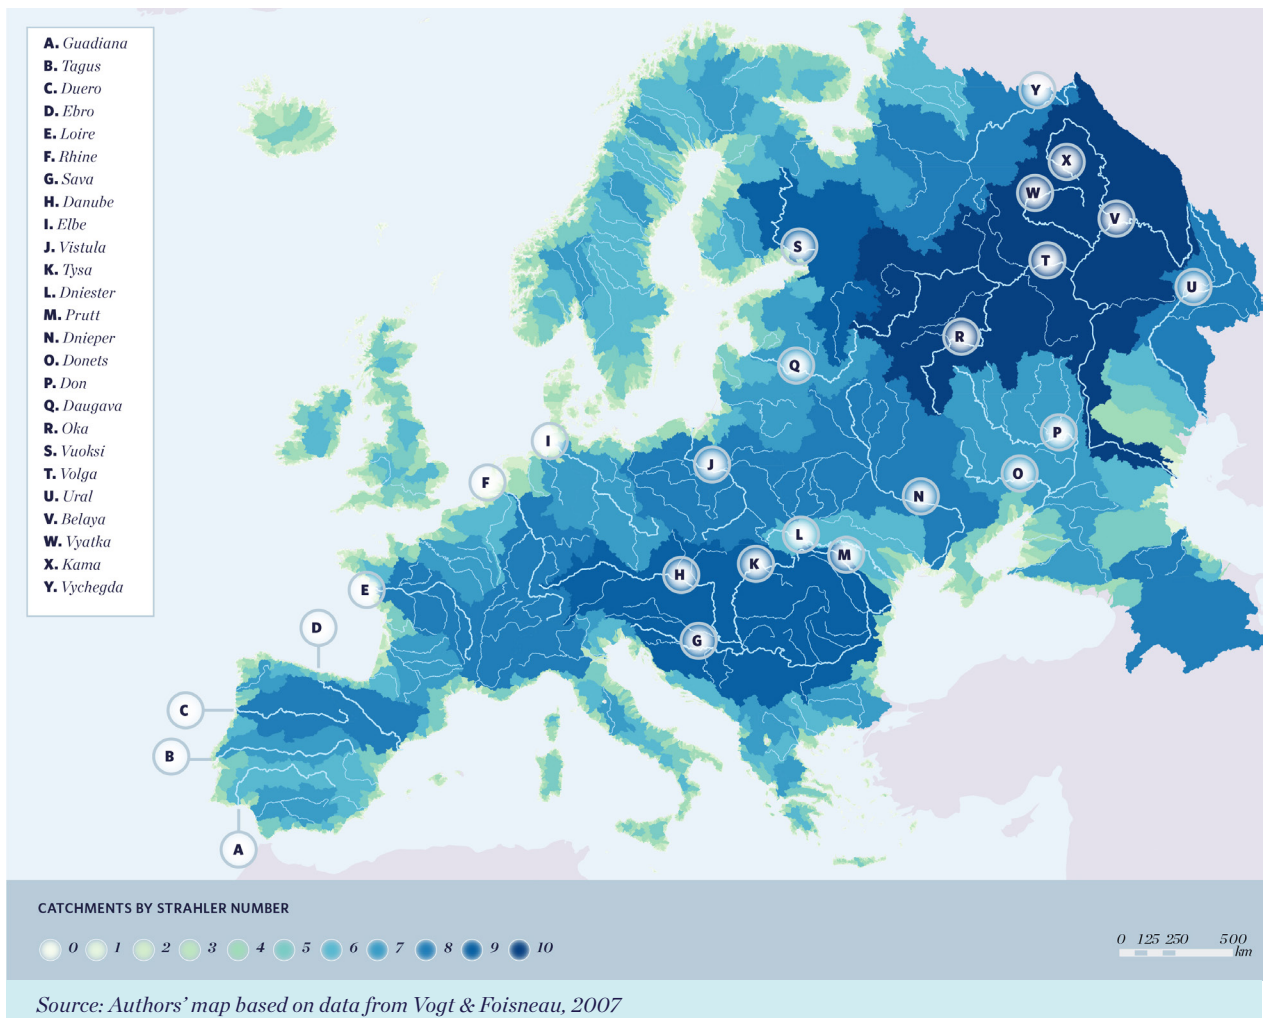 A. Guadiana
B. Tagus
C. Duero
D. Ebro
E. Loire
F. Rhine
G. Sava
H. Danube
I. Elbe
J. Vistula
K. Tysa
L. Dniester
M. Prutt
N. Dnieper
O. Donets
P. Don
Q. Daugava
R. Oka
S. Vuoksi
T. Volga
U. Ural
V. Belaya
W. Vyatka
X. Kama
Y. Vychegda
Y
X
W
V
S
T
U
R
Q
P
I
J
O
F
N
L
M
K
H
E
D
G
C
B
A
CATCHMENTS BY STRAHLER NUMBER
0 1 2 3 4 5 6 7 8 9 10
0 125 250 500
km
Source: Authors' map based on data from Vogt & Foisneau, 2007